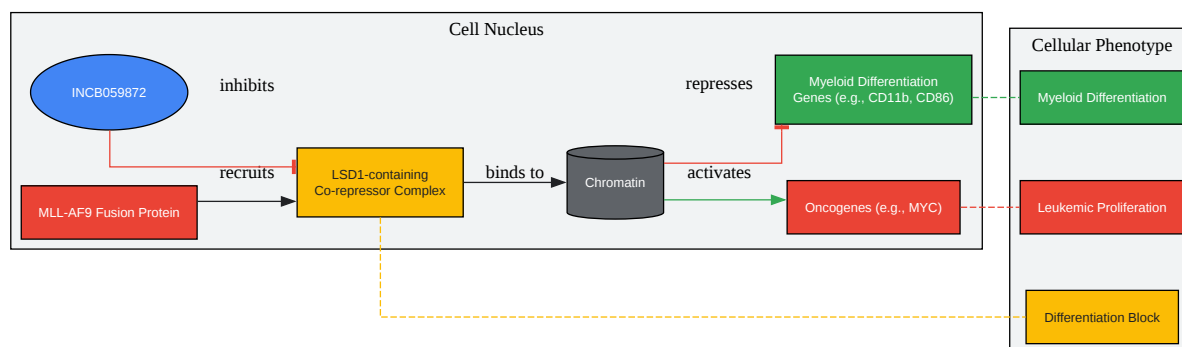 Cell Nucleus
Cellular Phenotype
INCB059872
inhibits
represses
Myeloid Differentiation
Genes (e.g., CD11b, CD86)
Myeloid Differentiation
recruits
LSD1-containing
Co-repressor Complex
binds to
Chromatin
activates
MLL-AF9 Fusion Protein
Oncogenes (e.g., MYC)
Leukemic Proliferation
Differentiation Block